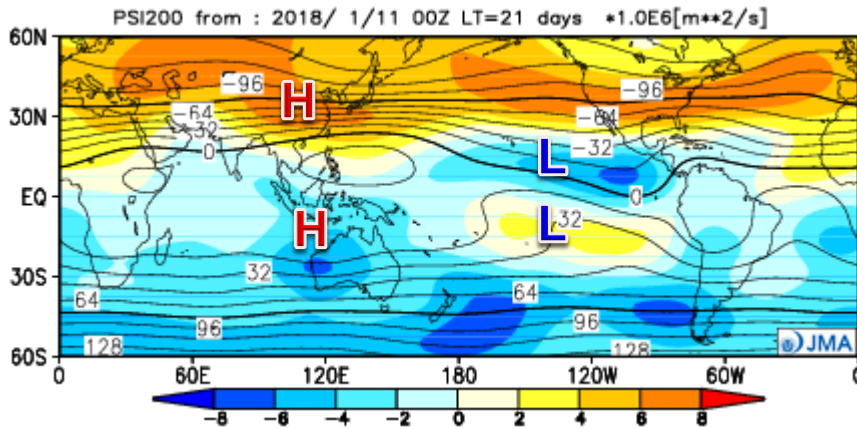 PSI200 from : 2018/ 1/11 00Z LT=21 days *1.0E6[m**2/s]
60N
-96
H
-96
30N
-64
-64
-32
-32
0
L
EQ
0
H
L
32
30S
32
64
64
96
96
128
128
JMA
60S
0
60E
120E
180
120W
60W
0
-8
-6
-4
-2
0
2
4
6
8